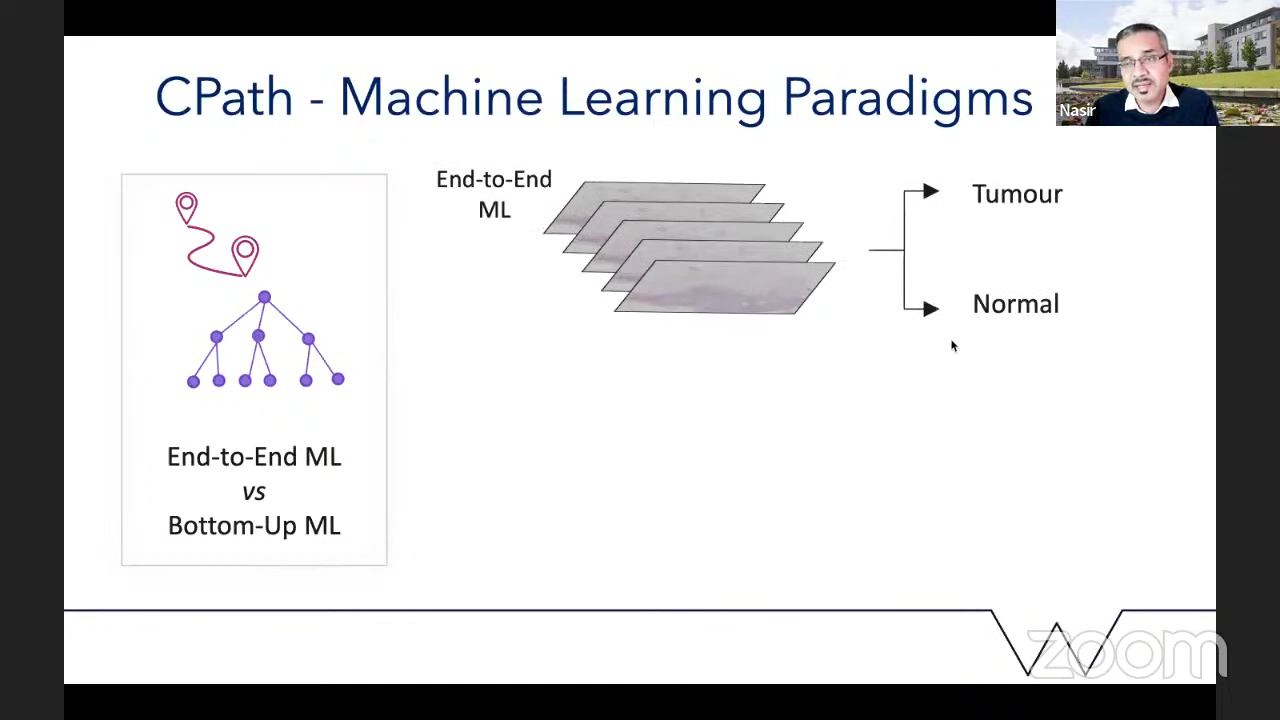 CPath - Machine Learning Paradigms
Nasir
End-to-End
ML
Tumour
Normal
End-to-End ML
vs
Bottom-Up ML
zoom